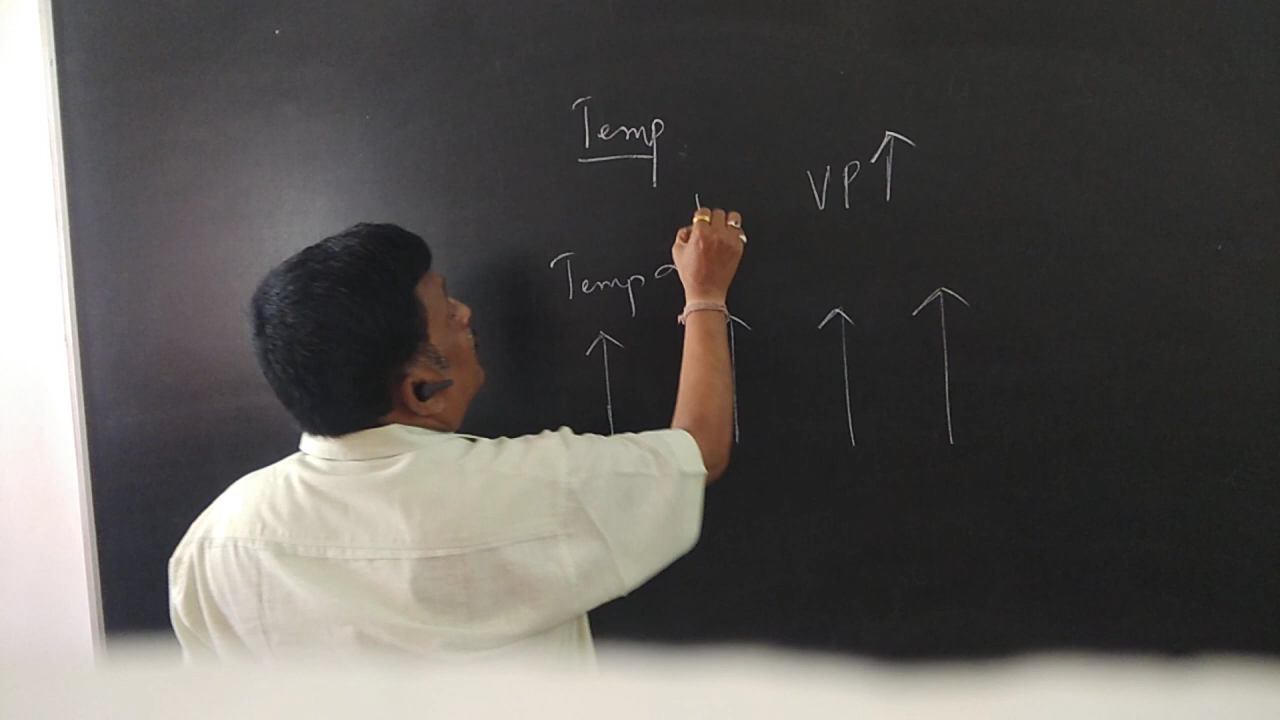 Temp
VP ↑
Temp ∝
↑ ↑ ↑ ↑